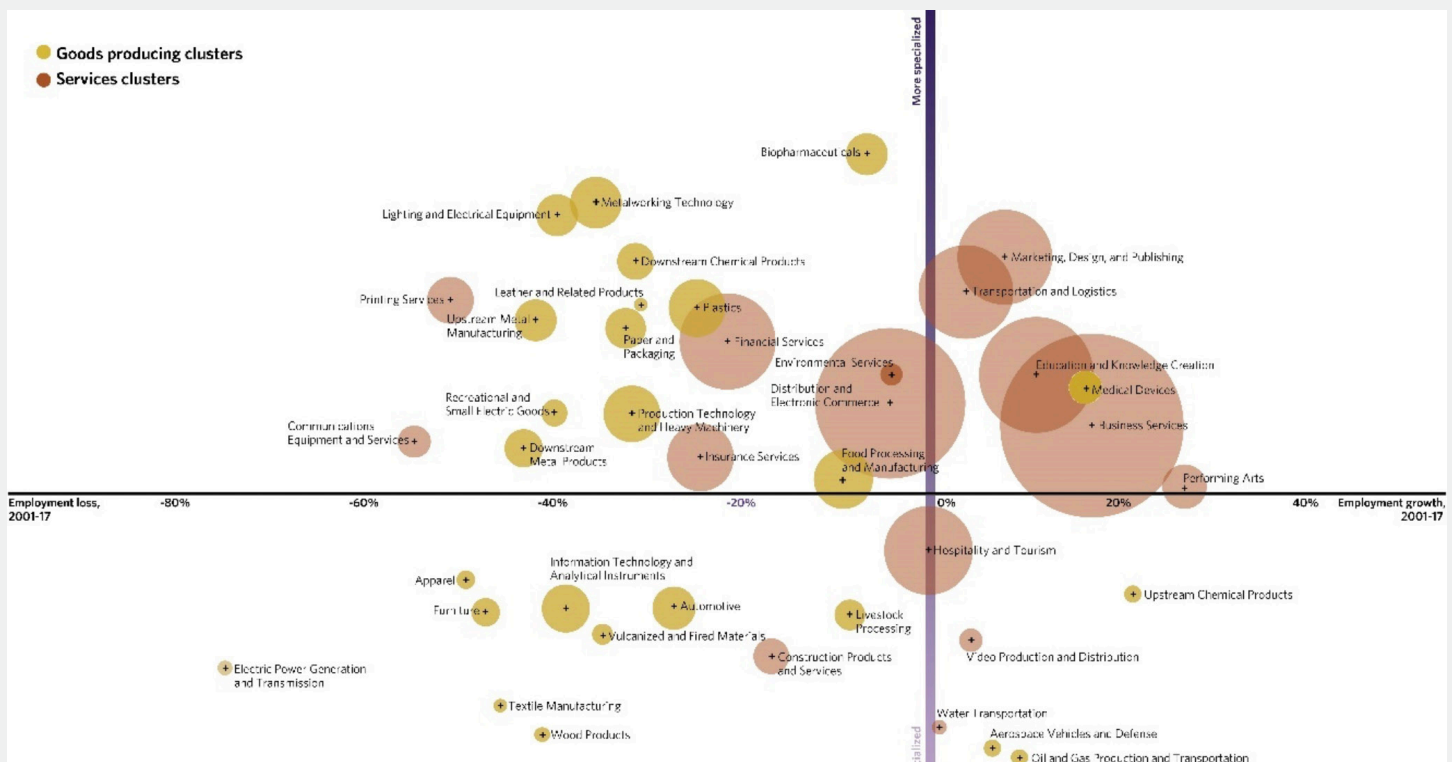 Goods producing clusters
Services clusters
More specialized
Biopharmaceuticals
Metalworking Technology
Lighting and Electrical Equipment
Marketing, Design, and Publishing
Downstream Chemical Products
Transportation and Logistics
Leather and Related Products
Printing Services
Plastics
Upstream Metal
Manufacturing
Paper and
Packaging
Financial Services
Environmental Services
Education and Knowledge Creation
Distribution and
Electronic Commerce
Medical Devices
Recreational and
Small Electric Goods
Production Technology
and Heavy Machinery
Business Services
Communications
Equipment and Services
Downstream
Metal Products
Insurance Services
Food Processing
and Manufacturing
Performing Arts
Employment loss,
2001-17
-80%
-60%
-40%
-20%
0%
20%
40%
Employment growth,
2001-17
Hospitality and Tourism
Information Technology and
Analytical Instruments
Apparel
Upstream Chemical Products
Furniture
Automotive
Livestock
Processing
Vulcanized and Fired Materials
Construction Products
and Services
Video Production and Distribution
Electric Power Generation
and Transmission
Textile Manufacturing
Water Transportation
Wood Products
Aerospace Vehicles and Defense
Oil and Gas Production and Transportation